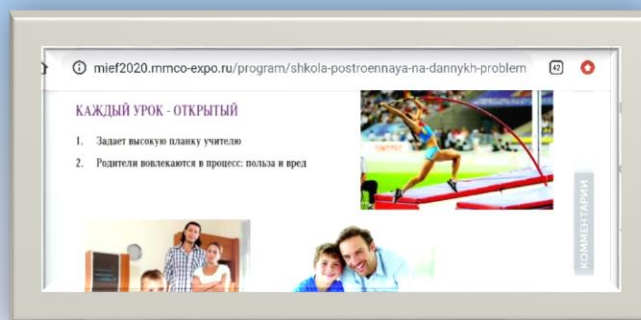 mief2020.mmco-expo.ru/program/shkola-postroennaya-na-dannykh-problem
42
КАЖДЫЙ УРОК - ОТКРЫТЫЙ
1. Задает высокую планку учителю
2. Родители вовлекаются в процесс: польза и вред
КОММЕНТАРИИ